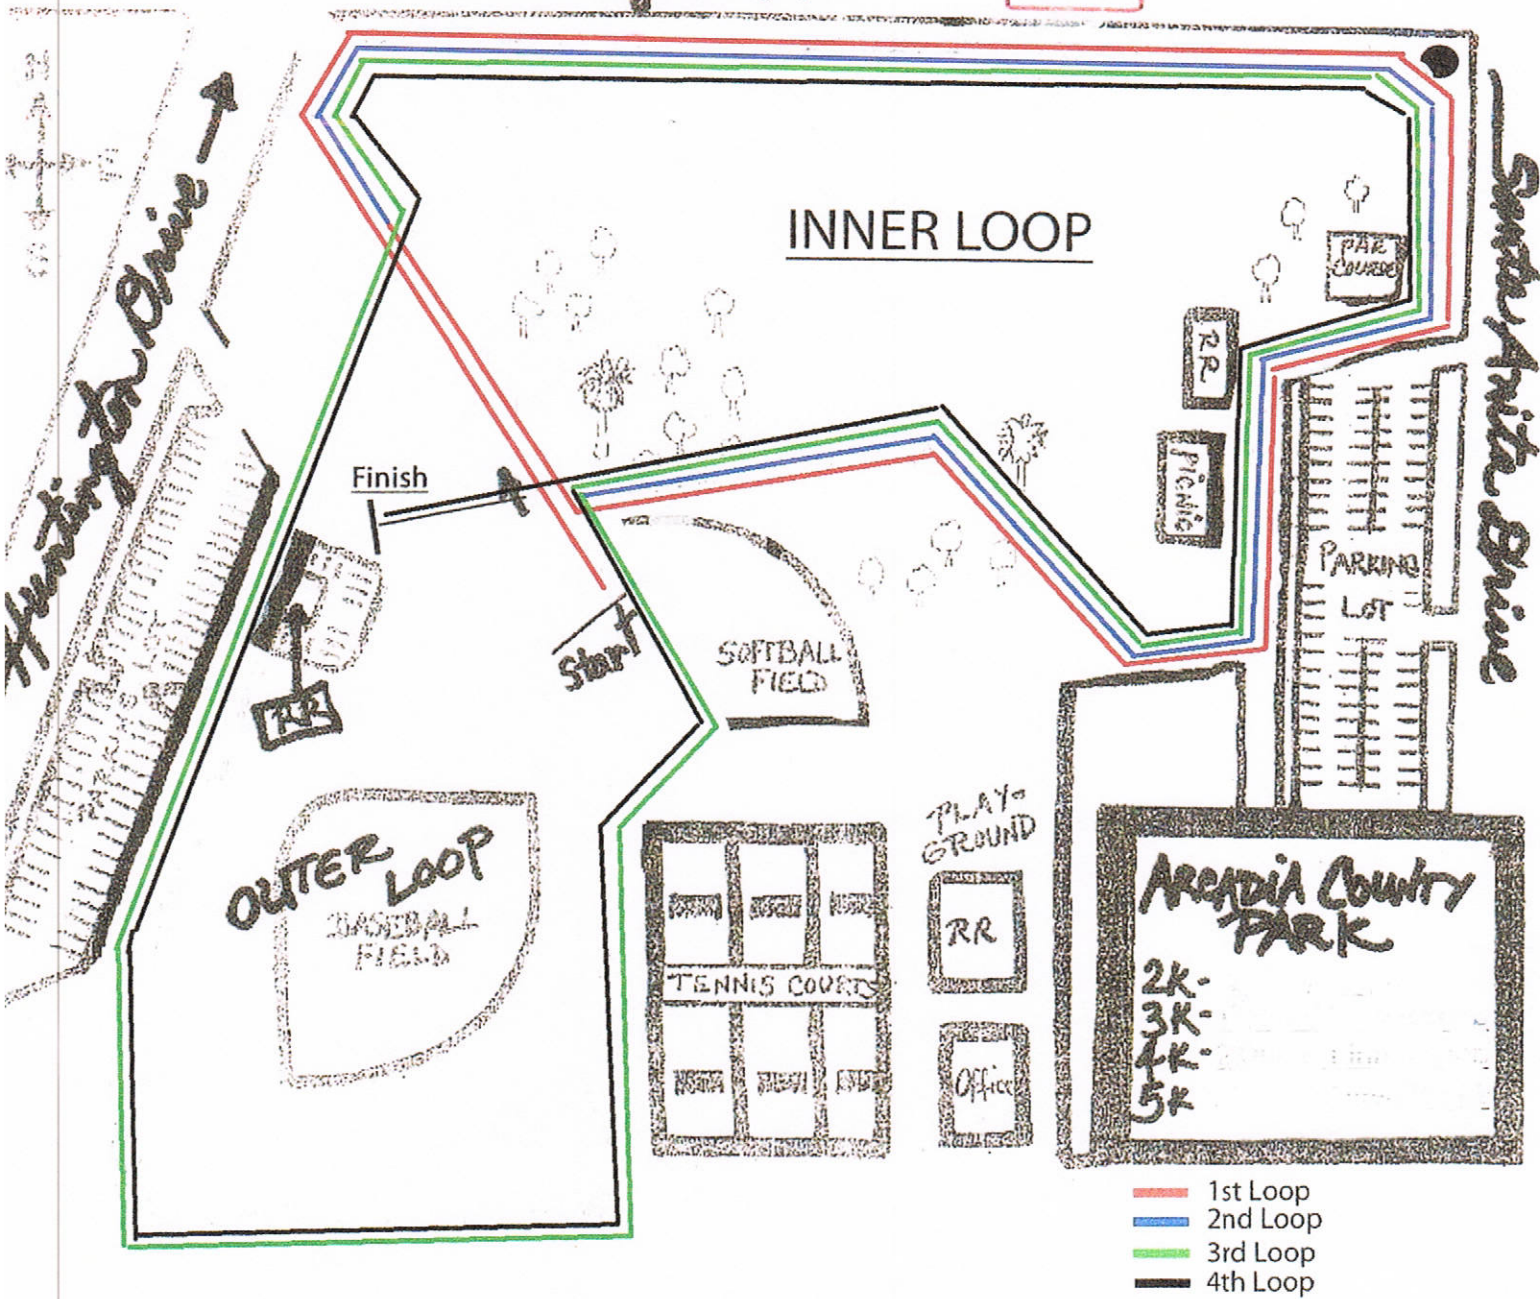 N
E
S
Huntington Drive
INNER LOOP
PAR
COURSE
RR
PICNIC
Santa Anita Drive
PARKING
LOT
Finish
Start
SOFTBALL
FIELD
RR
OUTER LOOP
BASEBALL
FIELD
PLAY-
GROUND
RR
TENNIS COURTS
Office
ARCADIA COUNTY
PARK
2K-
3K-
4K-
5K
1st Loop
2nd Loop
3rd Loop
4th Loop